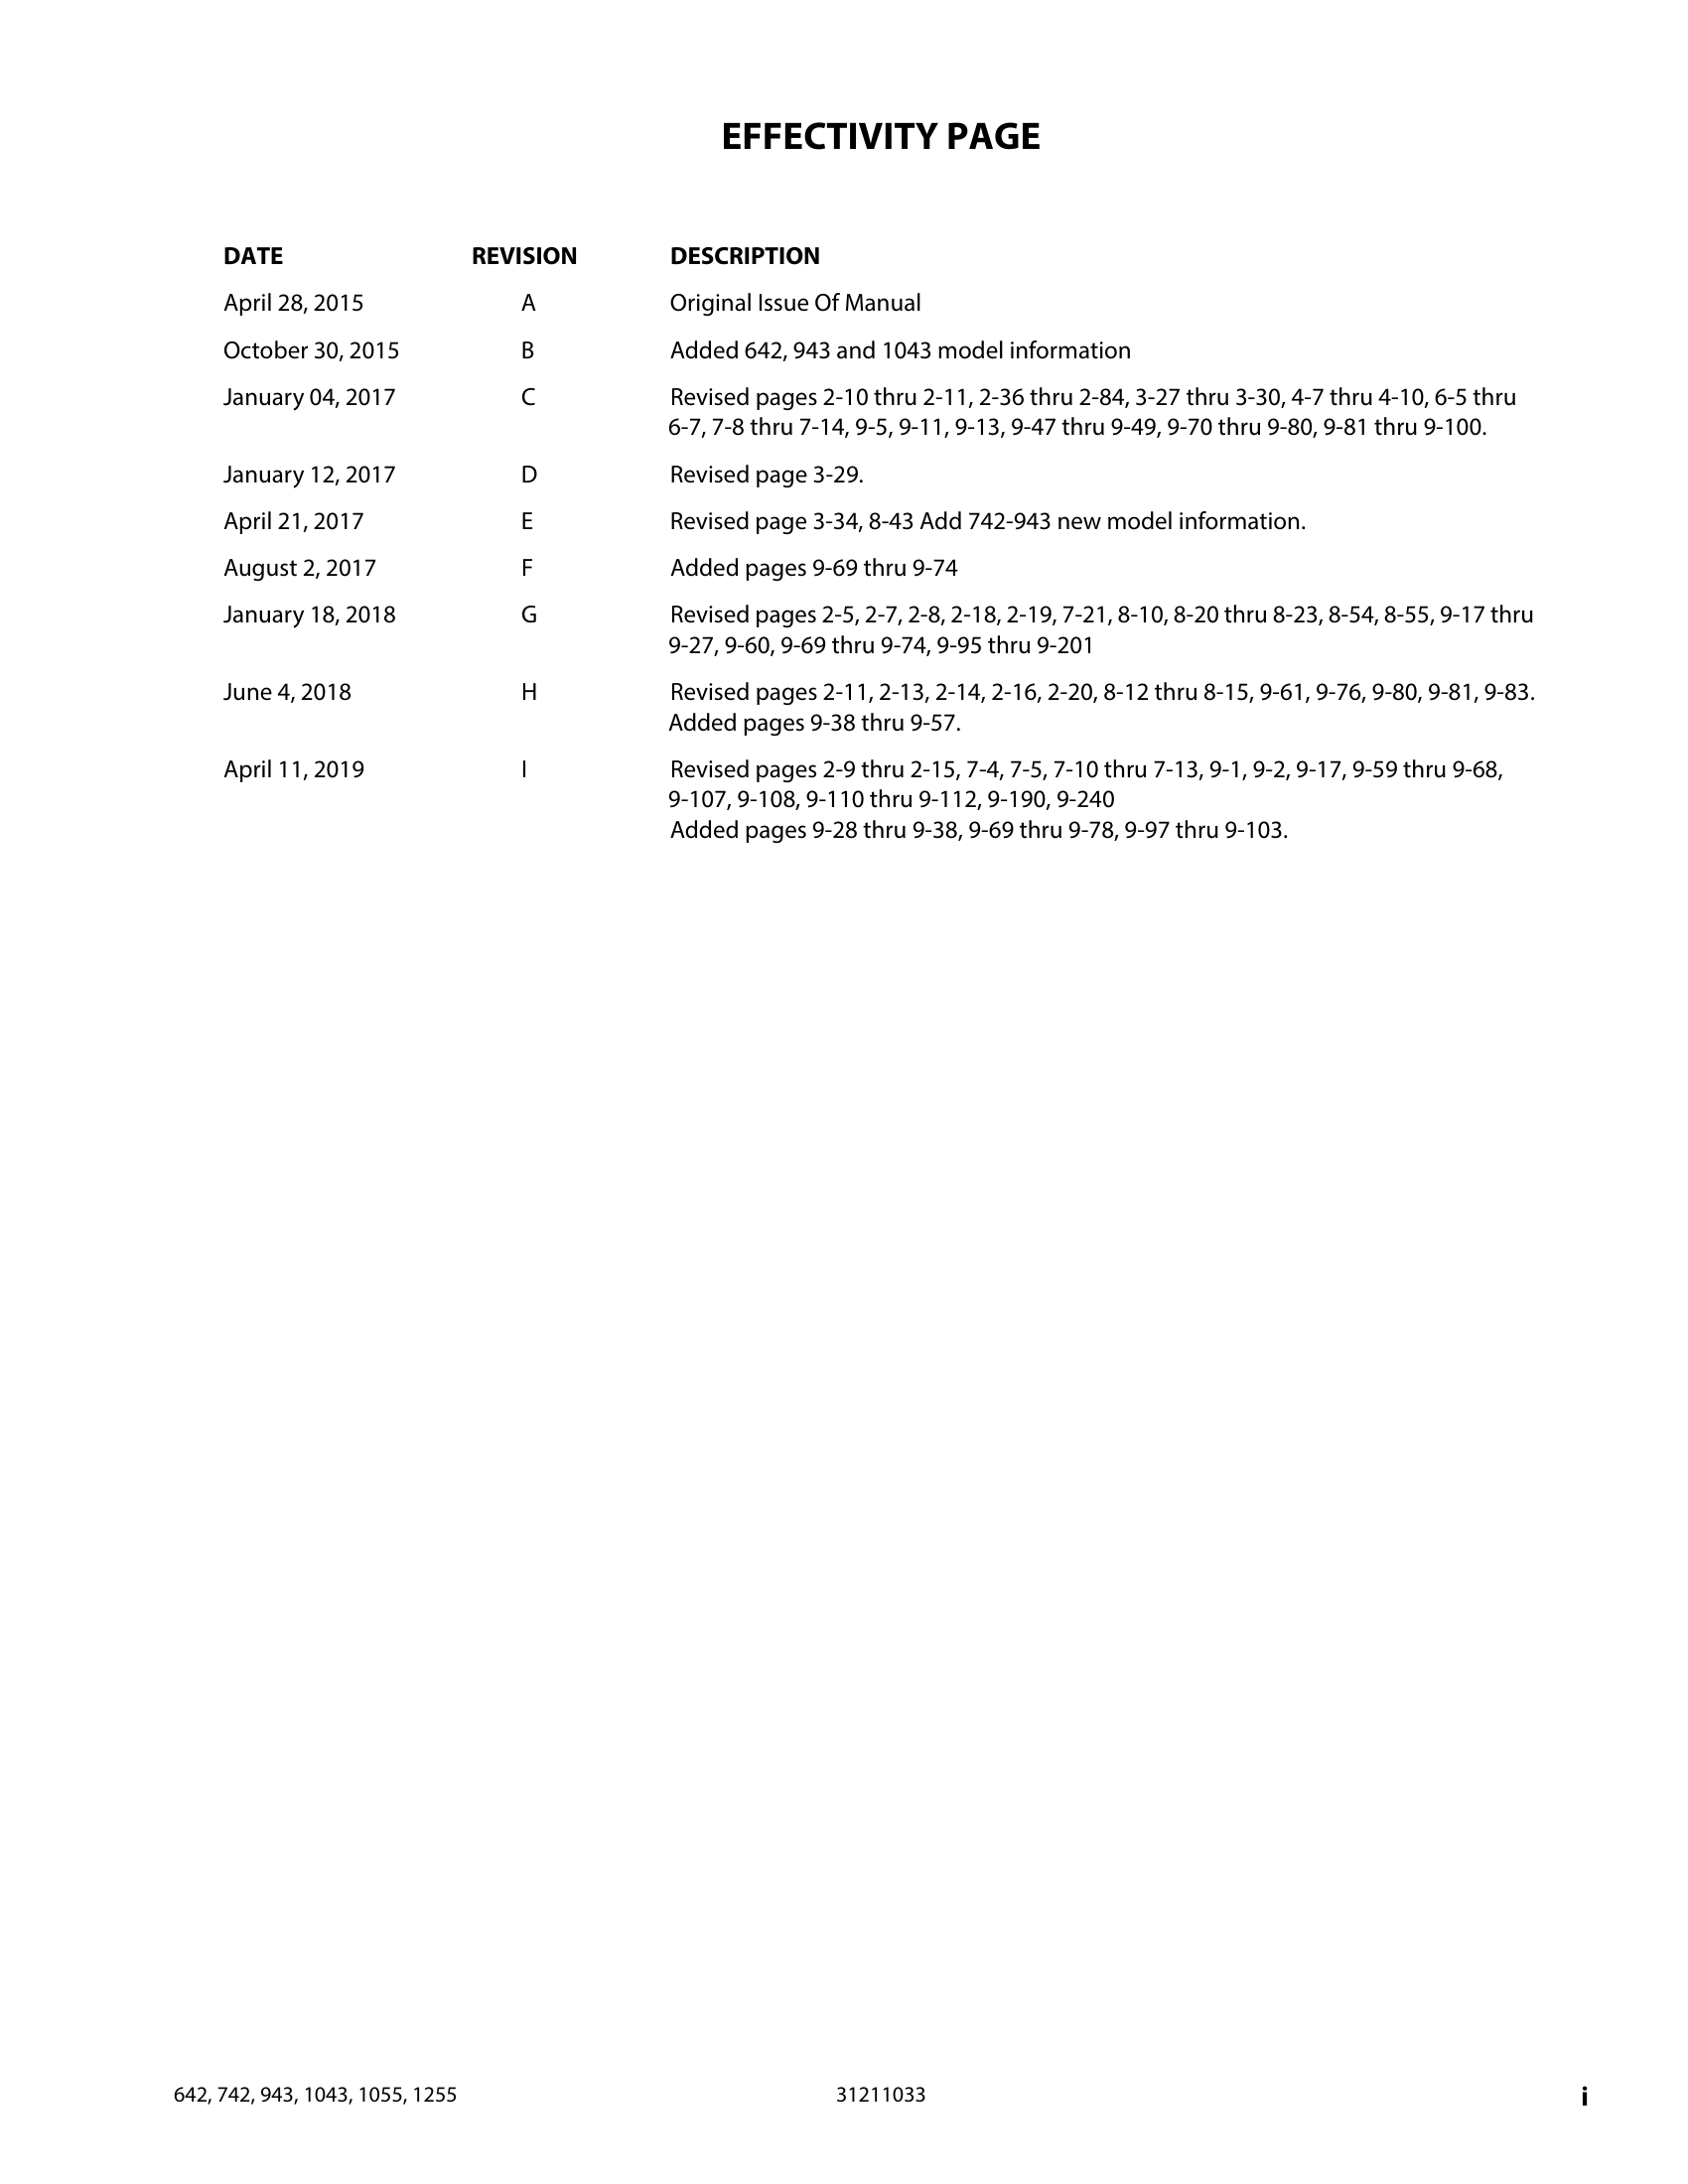 EFFECTIVITY PAGE
DATE REVISION DESCRIPTION
April 28, 2015 A Original Issue Of Manual
October 30, 2015 B Added 642, 943 and 1043 model information
January 04, 2017 C Revised pages 2-10 thru 2-11, 2-36 thru 2-84, 3-27 thru 3-30, 4-7 thru 4-10, 6-5 thru
6-7, 7-8 thru 7-14, 9-5, 9-11, 9-13, 9-47 thru 9-49, 9-70 thru 9-80, 9-81 thru 9-100.
January 12, 2017 D Revised page 3-29.
April 21, 2017 E Revised page 3-34, 8-43 Add 742-943 new model information.
August 2, 2017 F Added pages 9-69 thru 9-74
January 18, 2018 G Revised pages 2-5, 2-7, 2-8, 2-18, 2-19, 7-21, 8-10, 8-20 thru 8-23, 8-54, 8-55, 9-17 thru
9-27, 9-60, 9-69 thru 9-74, 9-95 thru 9-201
June 4, 2018 H Revised pages 2-11, 2-13, 2-14, 2-16, 2-20, 8-12 thru 8-15, 9-61, 9-76, 9-80, 9-81, 9-83.
Added pages 9-38 thru 9-57.
April 11, 2019 I Revised pages 2-9 thru 2-15, 7-4, 7-5, 7-10 thru 7-13, 9-1, 9-2, 9-17, 9-59 thru 9-68,
9-107, 9-108, 9-110 thru 9-112, 9-190, 9-240
Added pages 9-28 thru 9-38, 9-69 thru 9-78, 9-97 thru 9-103.
642, 742, 943, 1043, 1055, 1255 31211033 i